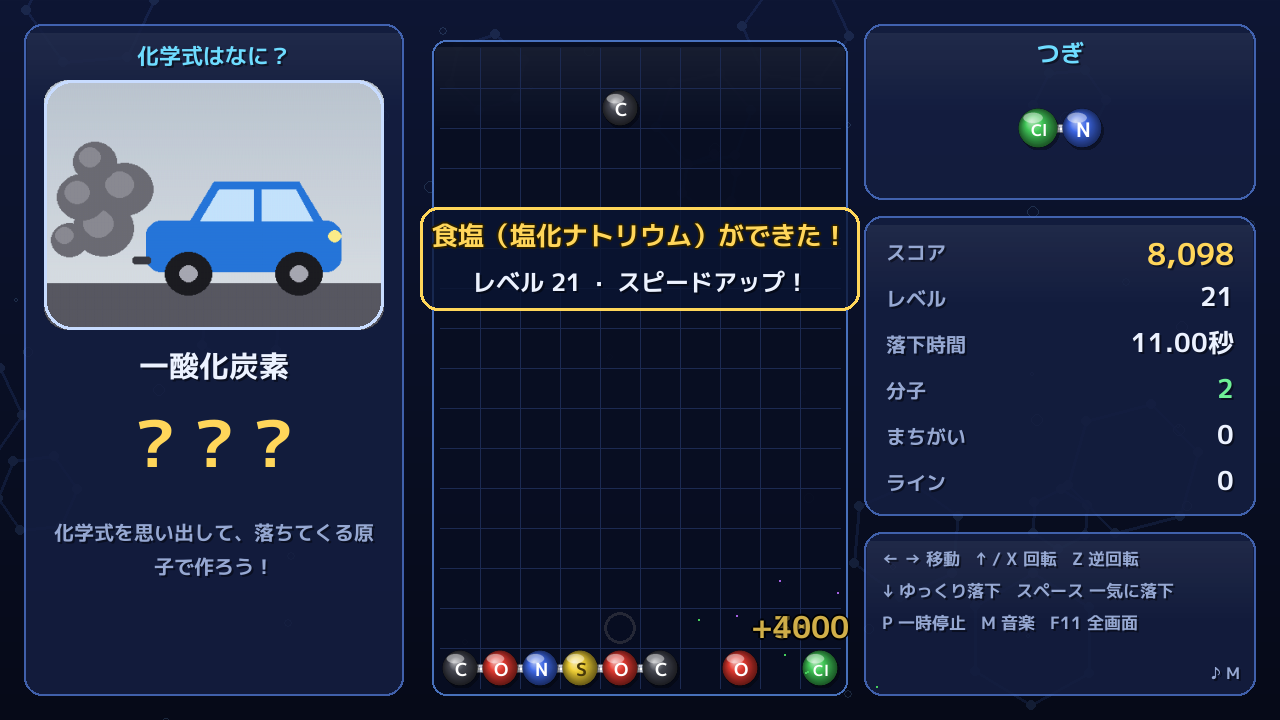 化学式はなに？
一酸化炭素
？？？
化学式を思い出して、落ちてくる原
子で作ろう！
C
食塩（塩化ナトリウム）ができた！
レベル 21 · スピードアップ！
+4000
C O N S O C O Cl
つぎ
Cl N
スコア 8,098
レベル 21
落下時間 11.00秒
分子 2
まちがい 0
ライン 0
← → 移動 ↑ / X 回転 Z 逆回転
↓ ゆっくり落下 スペース 一気に落下
P 一時停止 M 音楽 F11 全画面
♪ M